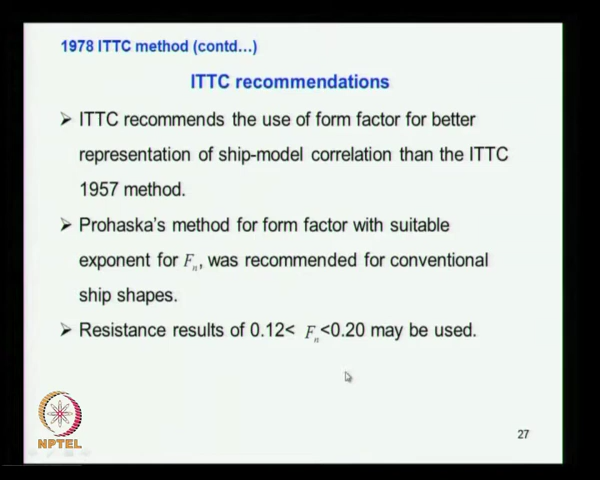 1978 ITTC method (contd...)
ITTC recommendations
➢ ITTC recommends the use of form factor for better
representation of ship-model correlation than the ITTC
1957 method.
➢ Prohaska's method for form factor with suitable
exponent for Fn, was recommended for conventional
ship shapes.
➢ Resistance results of 0.12< Fn<0.20 may be used.
NPTEL
27